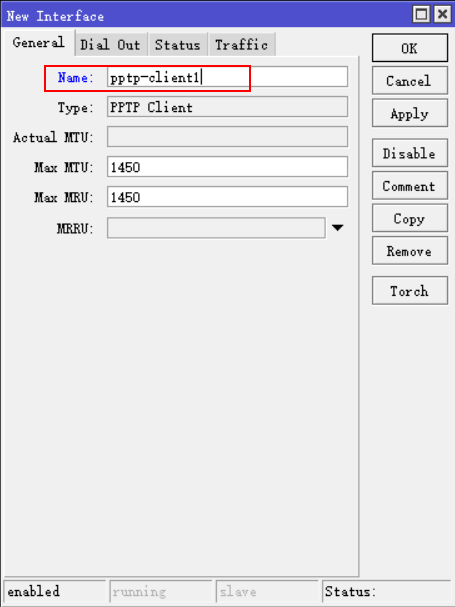 New Interface
General Dial Out Status Traffic
Name: pptp-client1
Type: PPTP Client
Actual MTU:
Max MTU: 1450
Max MRU: 1450
MRRU:
OK
Cancel
Apply
Disable
Comment
Copy
Remove
Torch
enabled running slave Status: